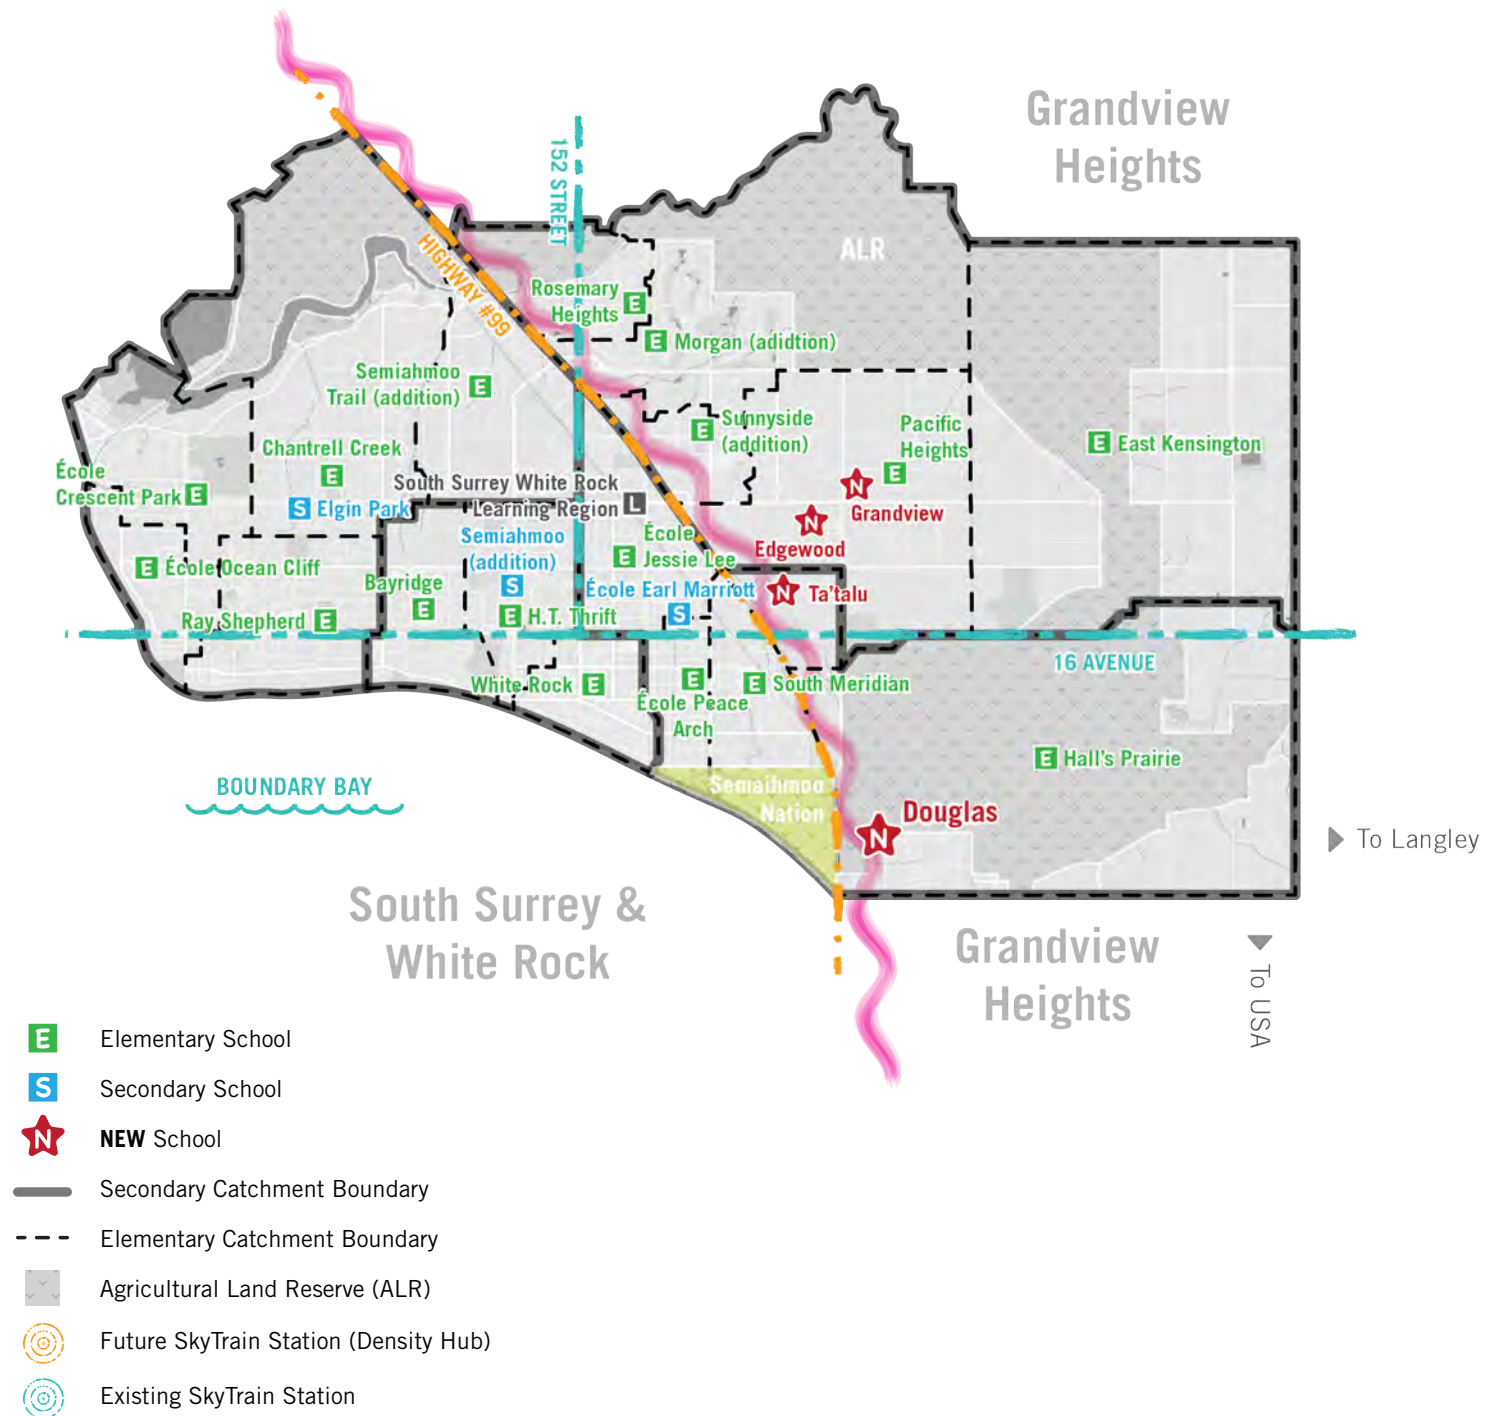 Grandview
Heights
152 STREET
ALR
HIGHWAY #99
Rosemary
Heights
E
E
Morgan (adidtion)
Semiahmoo
Trail (addition)
E
Sunnyside
(addition)
E
Pacific
Heights
E
E
East Kensington
Chantrell Creek
E
École
Crescent Park
E
S
Elgin Park
South Surrey White Rock
Learning Region
L
N
Grandview
N
Edgewood
Semiahmoo
(addition)
S
École
Jessie Lee
E
E
École Ocean Cliff
Bayridge
E
École Earl Marriott
S
N
Ta'talu
Ray Shepherd
E
E
H.T. Thrift
16 AVENUE
White Rock
E
E
École Peace
Arch
E
South Meridian
E
Hall's Prairie
BOUNDARY BAY
Semaihmoo
Nation
N
Douglas
To Langley
South Surrey &
White Rock
Grandview
Heights
To USA
E
Elementary School
S
Secondary School
N
NEW School
Secondary Catchment Boundary
Elementary Catchment Boundary
Agricultural Land Reserve (ALR)
Future SkyTrain Station (Density Hub)
Existing SkyTrain Station